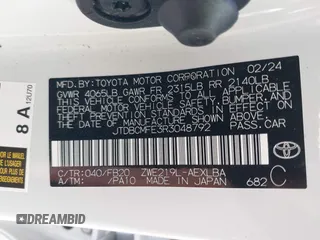 MFD. BY: TOYOTA MOTOR CORPORATION 02/24
GVWR 4065LB GAWR FR 2315LB RR 2140LB
THIS VEHICLE CONFORMS TO ALL APPLICABLE
FEDERAL MOTOR VEHICLE SAFETY, BUMPER, AND
THEFT PREVENTION STANDARDS IN EFFECT ON
THE DATE OF MANUFACTURE SHOWN ABOVE.
JTDBCMFE3R3048792 PASS.CAR
C/TR:040/FB20 ZWE219L-AEXLBA
A/TM: /PA10 MADE IN JAPAN 682 C
TOYOTA
8 A 12U70
DREAMBID